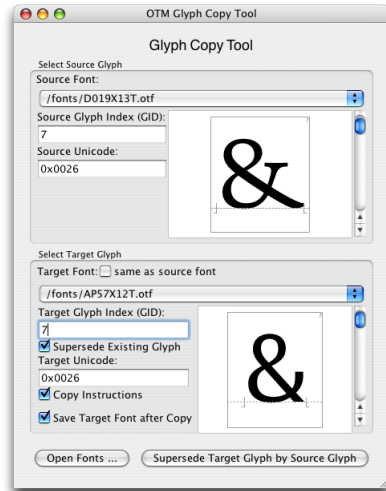 OTM Glyph Copy Tool
Glyph Copy Tool
Select Source Glyph
Source Font:
/fonts/D019X13T.otf
Source Glyph Index (GID):
7
Source Unicode:
0x0026
7
&
Select Target Glyph
Target Font: same as source font
/fonts/AP57X12T.otf
Target Glyph Index (GID):
7
Supersede Existing Glyph
Target Unicode:
0x0026
Copy Instructions
Save Target Font after Copy
7
&
Open Fonts ... Supersede Target Glyph by Source Glyph